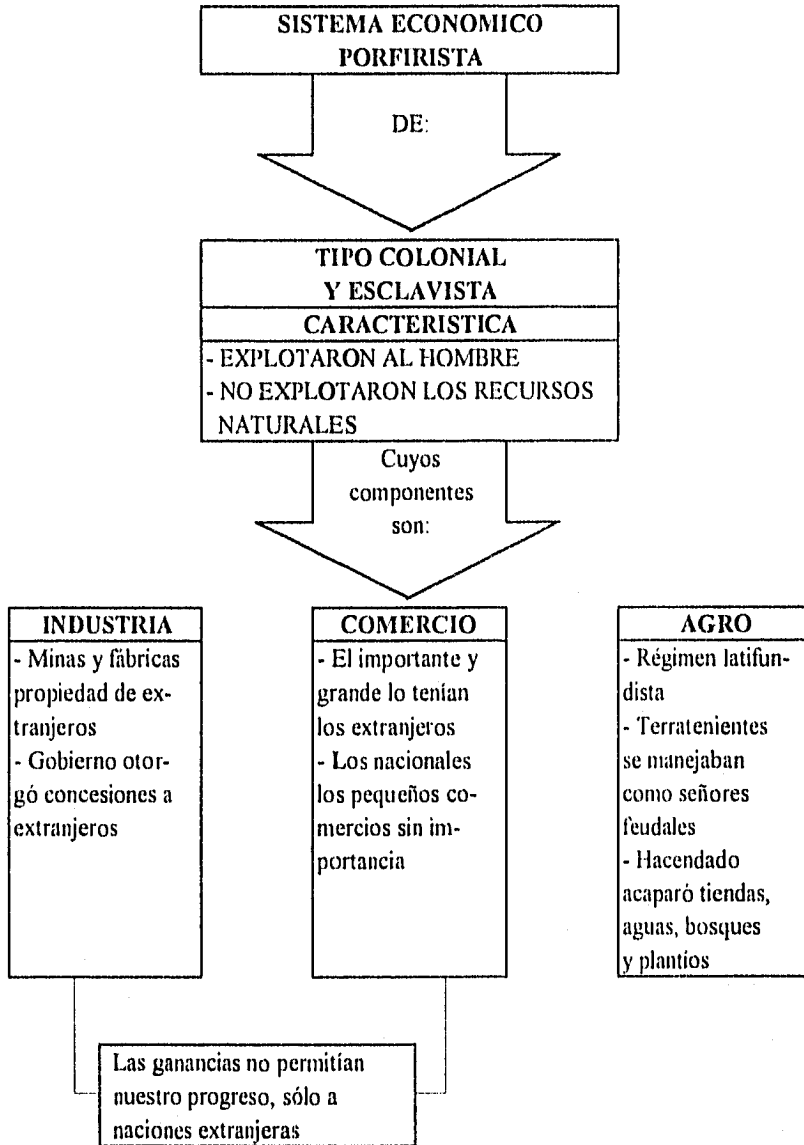 SISTEMA ECONOMICO
PORFIRISTA
DE:
TIPO COLONIAL
Y ESCLAVISTA
CARACTERISTICA
- EXPLOTARON AL HOMBRE
- NO EXPLOTARON LOS RECURSOS
NATURALES
Cuyos
componentes
son:
INDUSTRIA
- Minas y fábricas
propiedad de ex-
tranjeros
- Gobierno otor-
gó concesiones a
extranjeros
COMERCIO
- El importante y
grande lo tenían
los extranjeros
- Los nacionales
los pequeños co-
mercios sin im-
portancia
AGRO
- Régimen latifun-
dista
- Terratenientes
se manejaban
como señores
feudales
- Hacendado
acaparó tiendas,
aguas, bosques
y plantíos
Las ganancias no permitían
nuestro progreso, sólo a
naciones extranjeras